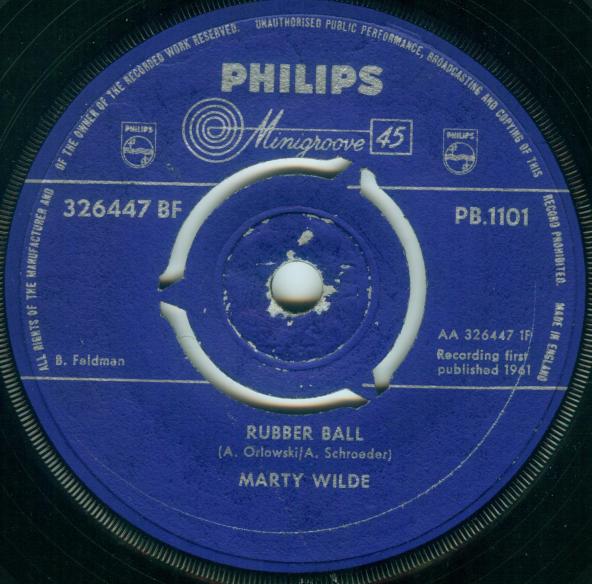 ALL RIGHTS OF THE MANUFACTURER AND OF THE OWNER OF THE RECORDED WORK RESERVED. UNAUTHORISED PUBLIC PERFORMANCE, BROADCASTING AND COPYING OF THIS RECORD PROHIBITED. MADE IN ENGLAND
PHILIPS
Minigroove 45
PHILIPS
PHILIPS
326447 BF
PB.1101
AA 326447 1F
B. Feldman
Recording first
published 1961
RUBBER BALL
(A. Orlowski/A. Schroeder)
MARTY WILDE